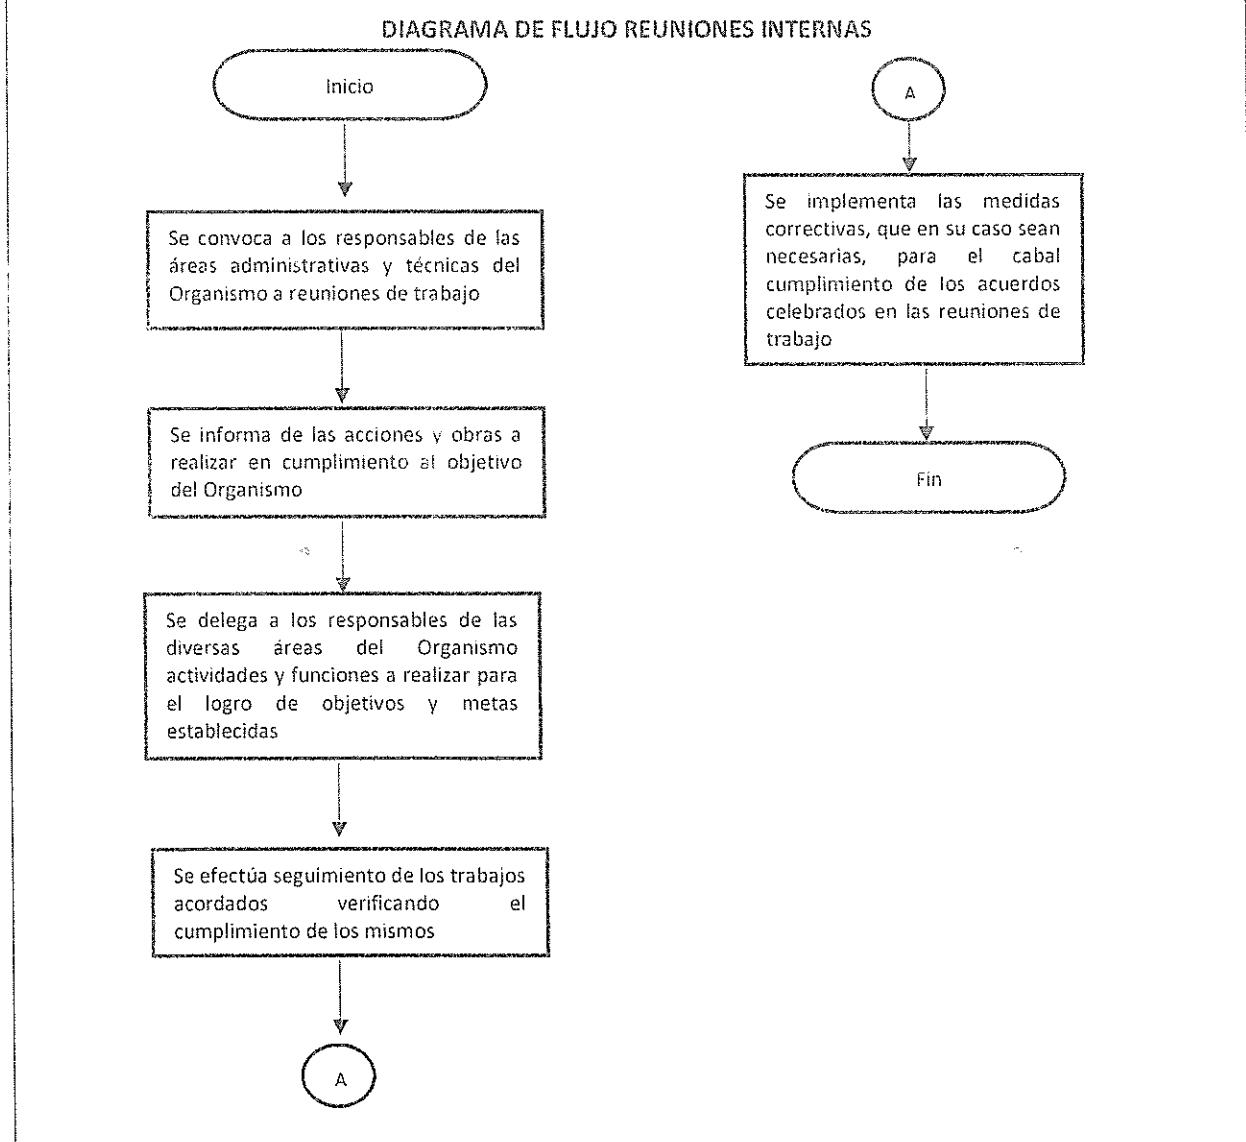 DIAGRAMA DE FLUJO REUNIONES INTERNAS
Inicio
Se convoca a los responsables de las
áreas administrativas y técnicas del
Organismo a reuniones de trabajo
Se informa de las acciones y obras a
realizar en cumplimiento al objetivo
del Organismo
Se delega a los responsables de las
diversas áreas del Organismo
actividades y funciones a realizar para
el logro de objetivos y metas
establecidas
Se efectúa seguimiento de los trabajos
acordados verificando el
cumplimiento de los mismos
A
A
Se implementa las medidas
correctivas, que en su caso sean
necesarias, para el cabal
cumplimiento de los acuerdos
celebrados en las reuniones de
trabajo
Fin